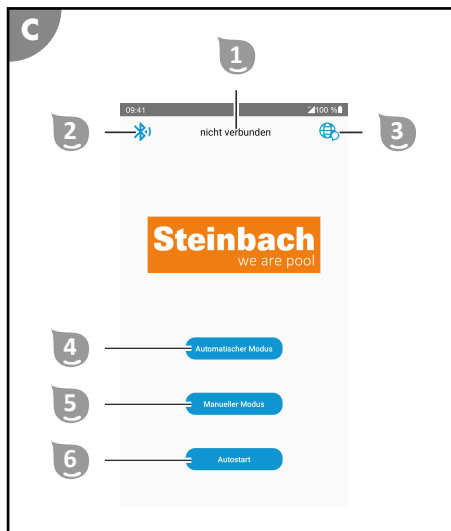 C
1
09:41 100 %
2 nicht verbunden 3
Steinbach
we are pool
4 Automatischer Modus
5 Manueller Modus
6 Autostart